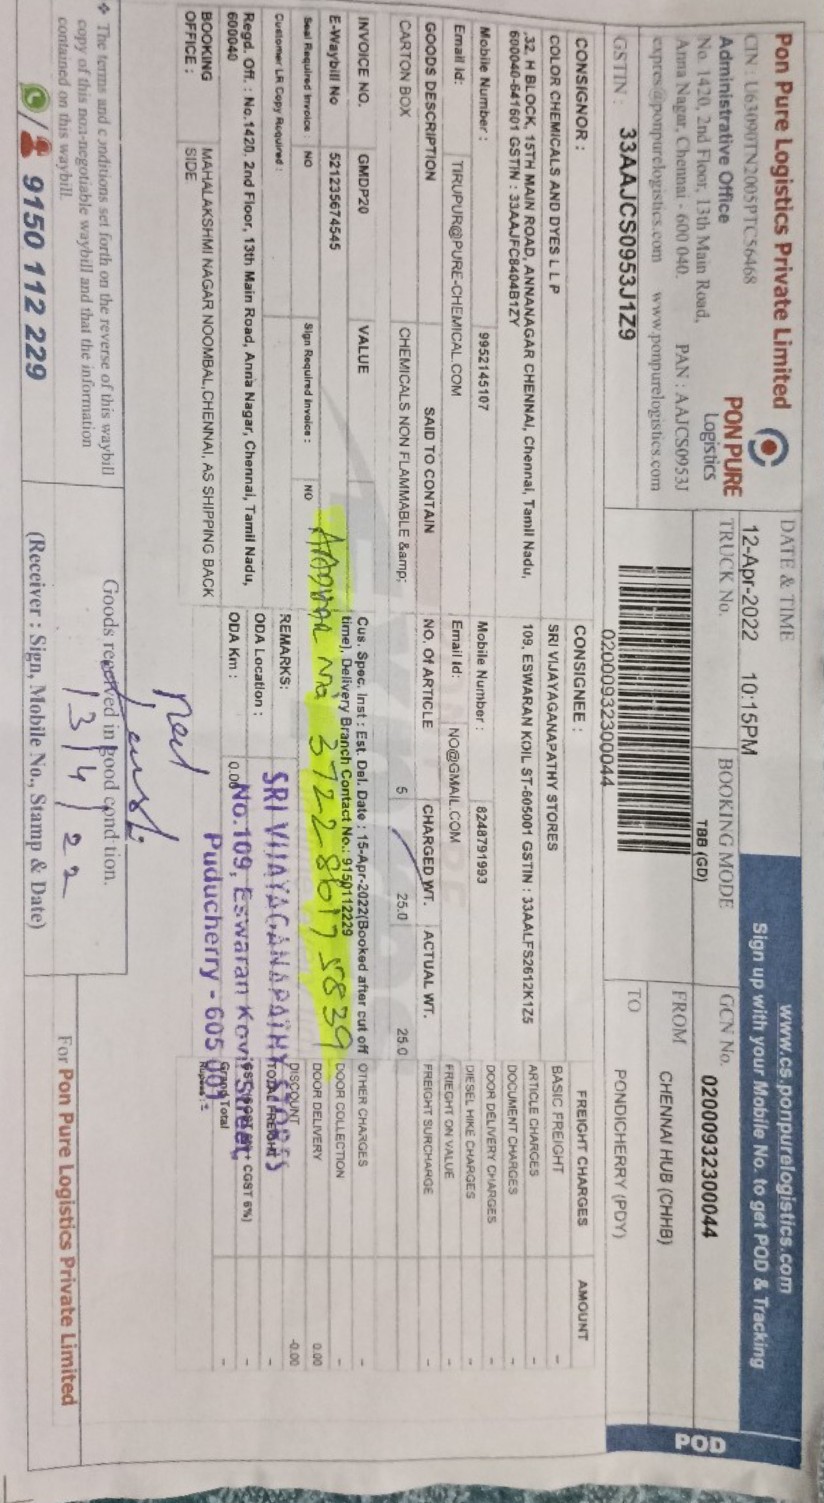 Pon Pure Logistics Private Limited
CIN : U63090TN2005PTC56468
Administrative Office
No. 1420, 2nd Floor, 13th Main Road,
Anna Nagar, Chennai - 600 040. PAN : AAJCS0953J
expres@ponpurelogistics.com www.ponpurelogistics.com
PON PURE
Logistics
GSTIN : 33AAJCS0953J1Z9
DATE & TIME
12-Apr-2022 10:15PM
TRUCK No.
BOOKING MODE
TBB (GD)
www.cs.ponpurelogistics.com
Sign up with your Mobile No. to get POD & Tracking
GCN No. 02000932300044
FROM CHENNAI HUB (CHHB)
TO PONDICHERRY (PDY)
POD
02000932300044
CONSIGNOR :
COLOR CHEMICALS AND DYES L L P
,32, H BLOCK, 15TH MAIN ROAD, ANNANAGAR CHENNAI, Chennai, Tamil Nadu,
600040-641601 GSTIN : 33AAJFC8404B1ZY
Mobile Number : 9952145107
Email Id: TIRUPUR@PURE-CHEMICAL.COM
CONSIGNEE :
SRI VIJAYAGANAPATHY STORES
109, ESWARAN KOIL ST-605001 GSTIN : 33AALFS2612K1Z5
Mobile Number : 8248791993
Email Id: NO@GMAIL.COM
GOODS DESCRIPTION SAID TO CONTAIN NO. Of ARTICLE CHARGED WT. ACTUAL WT.
CARTON BOX CHEMICALS NON FLAMMABLE &amp; 5 25.0 25.0
INVOICE NO. GMDP20 VALUE
E-Waybill No 521235674545
Seal Required Invoice : NO Sign Required Invoice : NO
Customer LR Copy Required :
Regd. Off. : No.1420, 2nd Floor, 13th Main Road, Anna Nagar, Chennai, Tamil Nadu,
600040
BOOKING OFFICE : MAHALAKSHMI NAGAR NOOMBAL,CHENNAI, AS SHIPPING BACK
SIDE
Cus. Spec. Inst : Est. Del. Date : 15-Apr-2022(Booked after cut off
time), Delivery Branch Contact No.: 9150112229
No 3722 8617 5839
REMARKS:
ODA Location :
ODA Km : 0.00
SRI VIJAYAGANAPATHY STORES
No.109, Eswaran Kovil Street,
Puducherry - 605 001
FREIGHT CHARGES AMOUNT
BASIC FREIGHT -
ARTICLE CHARGES -
DOCUMENT CHARGES -
DOOR DELIVERY CHARGES -
DIESEL HIKE CHARGES -
FRIEGHT ON VALUE -
FREIGHT SURCHARGE -
OTHER CHARGES -
DOOR COLLECTION -
DOOR DELIVERY 0.00
DISCOUNT -0.00
TOTAL FREIGHT -
CGST 6%) -
Grand Total -
Rupees :
❖ The terms and conditions set forth on the reverse of this waybill
copy of this non-negotiable waybill and that the information
contained on this waybill.
9150 112 229
Goods received in good condition.
13/4/22
(Receiver : Sign, Mobile No., Stamp & Date)
For Pon Pure Logistics Private Limited